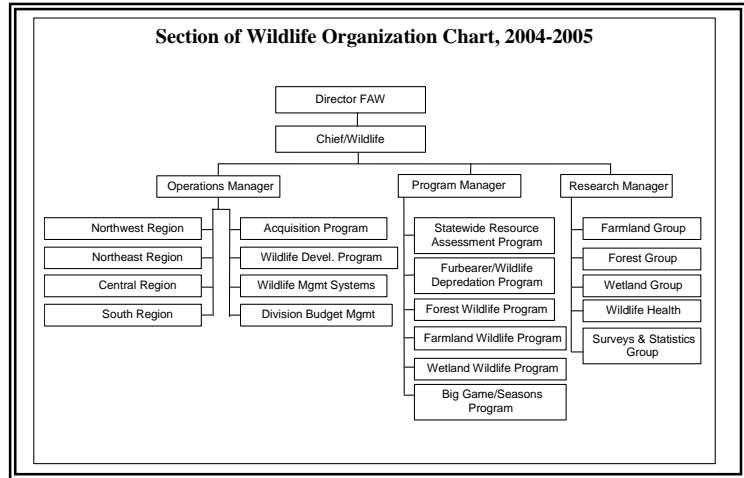 Section of Wildlife Organization Chart, 2004-2005
Director FAW
Chief/Wildlife
Operations Manager
Northwest Region
Northeast Region
Central Region
South Region
Acquisition Program
Wildlife Devel. Program
Wildlife Mgmt Systems
Division Budget Mgmt
Program Manager
Statewide Resource
Assessment Program
Furbearer/Wildlife
Depredation Program
Forest Wildlife Program
Farmland Wildlife Program
Wetland Wildlife Program
Big Game/Seasons
Program
Research Manager
Farmland Group
Forest Group
Wetland Group
Wildlife Health
Surveys & Statistics
Group